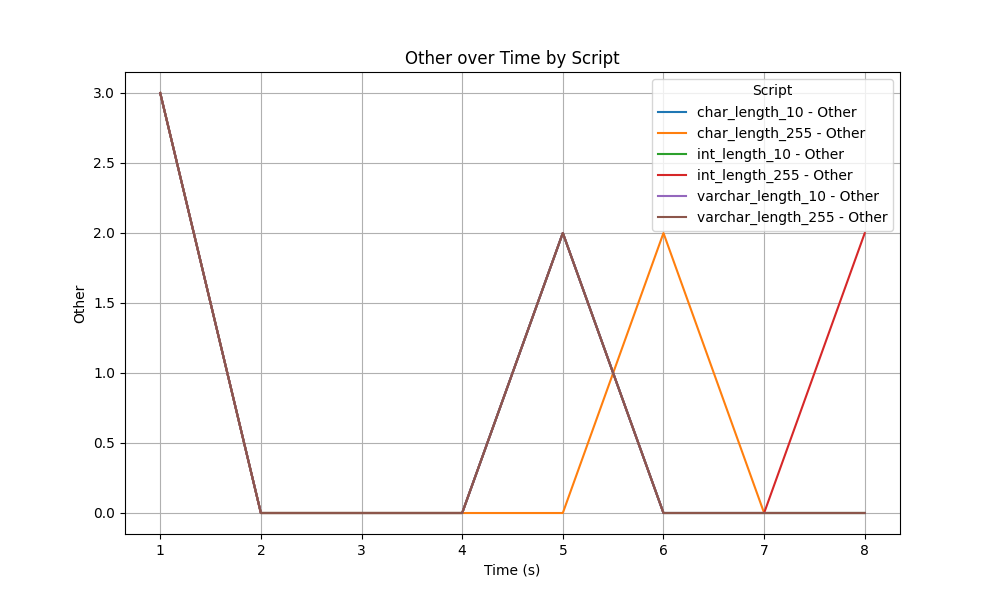 Other over Time by Script
Script
char_length_10 - Other
char_length_255 - Other
int_length_10 - Other
int_length_255 - Other
varchar_length_10 - Other
varchar_length_255 - Other
Other
3.0
2.5
2.0
1.5
1.0
0.5
0.0
1 2 3 4 5 6 7 8
Time (s)